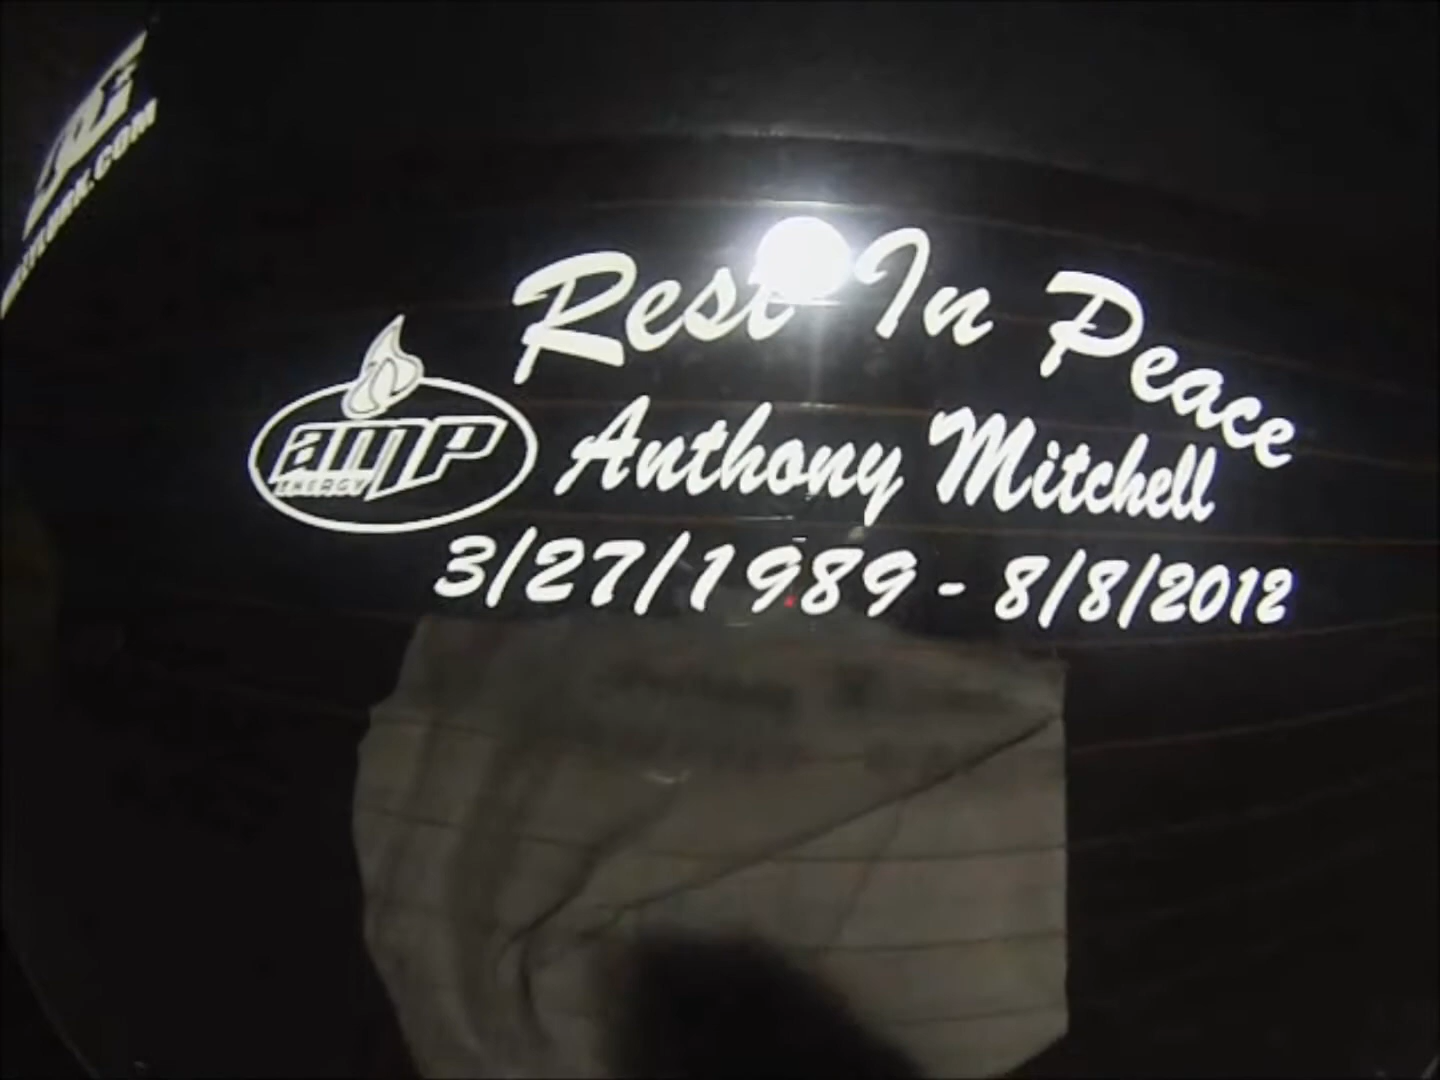 Rest In Peace
amp
ENERGY
Anthony Mitchell
3/27/1989 - 8/8/2012